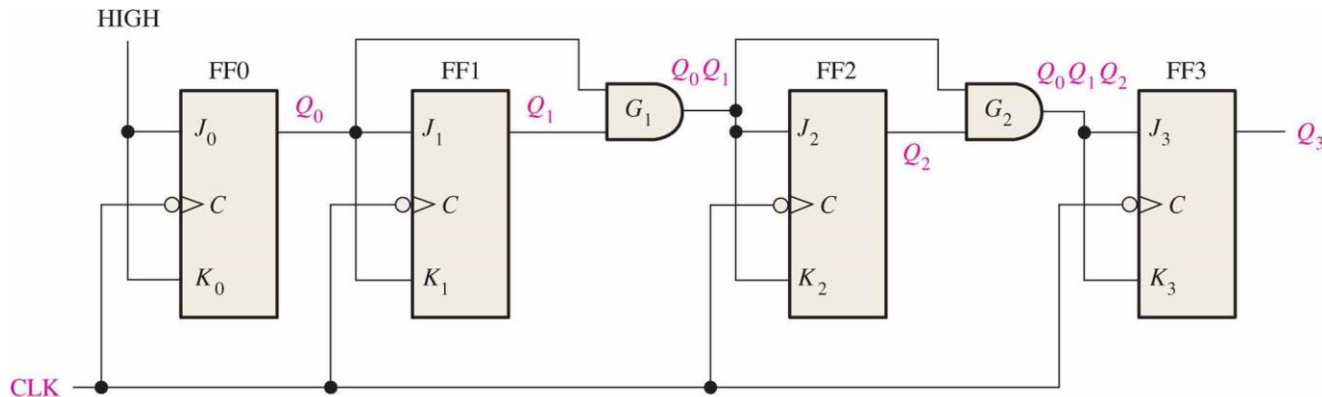 HIGH
FF0
FF1
FF2
FF3
Q₀
Q₁
Q₀Q₁
Q₂
Q₀Q₁Q₂
Q₃
J₀
J₁
G₁
J₂
G₂
J₃
C
C
C
C
K₀
K₁
K₂
K₃
CLK